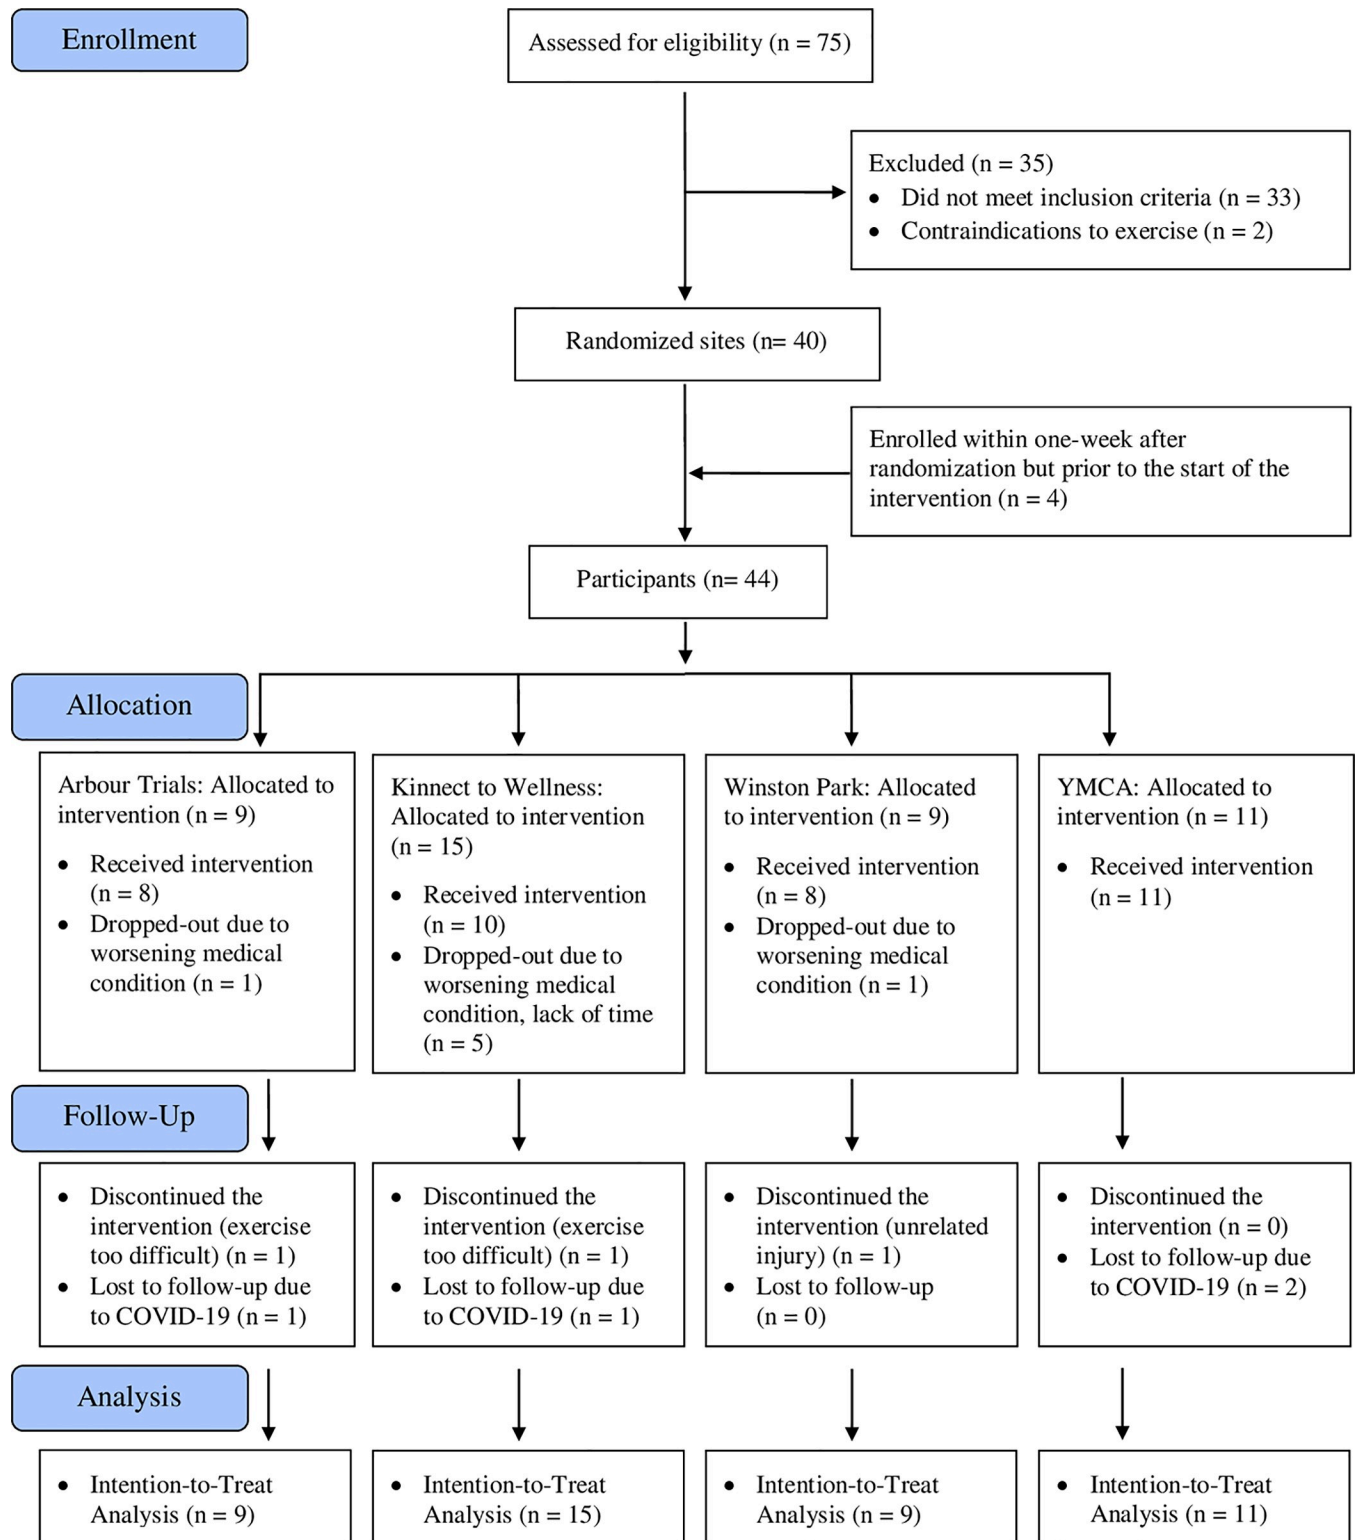 Enrollment
Assessed for eligibility (n = 75)
Excluded (n = 35)
• Did not meet inclusion criteria (n = 33)
• Contraindications to exercise (n = 2)
Randomized sites (n= 40)
Enrolled within one-week after
randomization but prior to the start of the
intervention (n = 4)
Participants (n= 44)
Allocation
Arbour Trials: Allocated to
intervention (n = 9)
• Received intervention
(n = 8)
• Dropped-out due to
worsening medical
condition (n = 1)
Kinnect to Wellness:
Allocated to intervention
(n = 15)
• Received intervention
(n = 10)
• Dropped-out due to
worsening medical
condition, lack of time
(n = 5)
Winston Park: Allocated
to intervention (n = 9)
• Received intervention
(n = 8)
• Dropped-out due to
worsening medical
condition (n = 1)
YMCA: Allocated to
intervention (n = 11)
• Received intervention
(n = 11)
Follow-Up
• Discontinued the
intervention (exercise
too difficult) (n = 1)
• Lost to follow-up due
to COVID-19 (n = 1)
• Discontinued the
intervention (exercise
too difficult) (n = 1)
• Lost to follow-up due
to COVID-19 (n = 1)
• Discontinued the
intervention (unrelated
injury) (n = 1)
• Lost to follow-up
(n = 0)
• Discontinued the
intervention (n = 0)
• Lost to follow-up due
to COVID-19 (n = 2)
Analysis
• Intention-to-Treat
Analysis (n = 9)
• Intention-to-Treat
Analysis (n = 15)
• Intention-to-Treat
Analysis (n = 9)
• Intention-to-Treat
Analysis (n = 11)